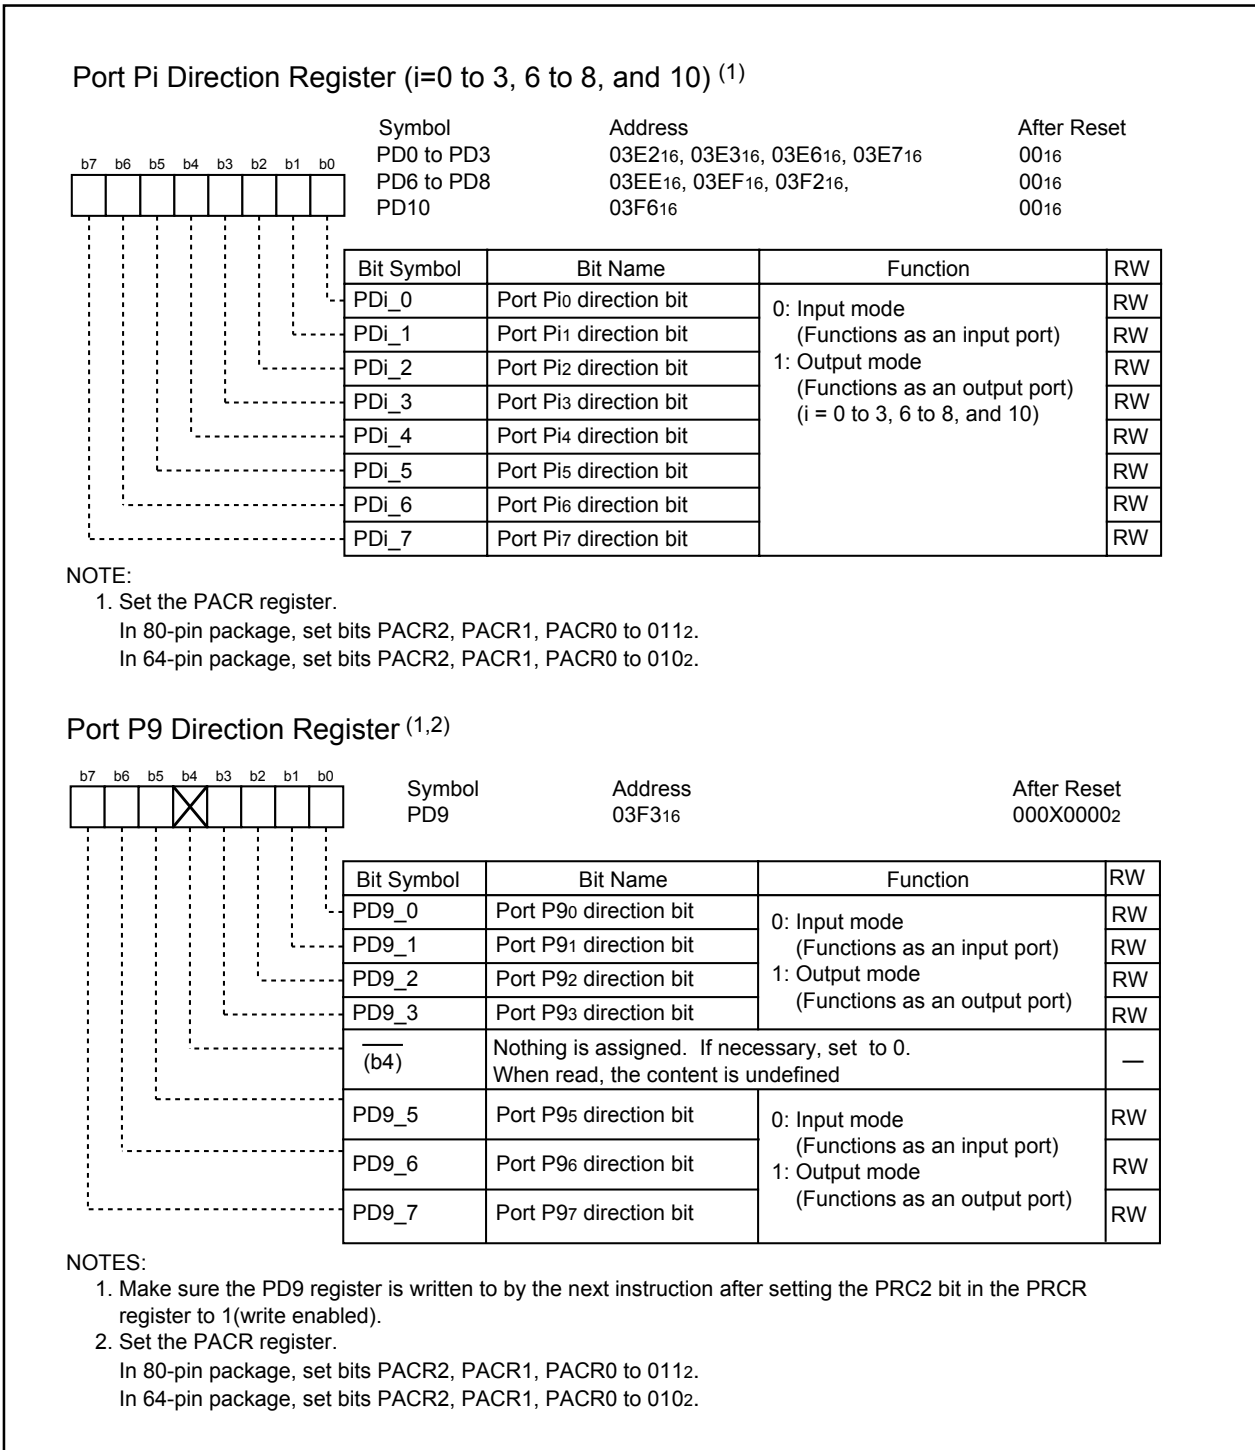 Port Pi Direction Register (i=0 to 3, 6 to 8, and 10) (1)
Symbol Address After Reset
PD0 to PD3 03E216, 03E316, 03E616, 03E716 0016
PD6 to PD8 03EE16, 03EF16, 03F216, 0016
PD10 03F616 0016
b7 b6 b5 b4 b3 b2 b1 b0
Bit Symbol Bit Name Function RW
PDi_0 Port Pi0 direction bit RW
PDi_1 Port Pi1 direction bit RW
PDi_2 Port Pi2 direction bit RW
PDi_3 Port Pi3 direction bit RW
PDi_4 Port Pi4 direction bit RW
PDi_5 Port Pi5 direction bit RW
PDi_6 Port Pi6 direction bit RW
PDi_7 Port Pi7 direction bit RW
0: Input mode
(Functions as an input port)
1: Output mode
(Functions as an output port)
(i = 0 to 3, 6 to 8, and 10)
NOTE:
1. Set the PACR register.
In 80-pin package, set bits PACR2, PACR1, PACR0 to 0112.
In 64-pin package, set bits PACR2, PACR1, PACR0 to 0102.
Port P9 Direction Register (1,2)
b7 b6 b5 b4 b3 b2 b1 b0
Symbol Address After Reset
PD9 03F316 000X00002
Bit Symbol Bit Name Function RW
PD9_0 Port P90 direction bit RW
PD9_1 Port P91 direction bit RW
PD9_2 Port P92 direction bit RW
PD9_3 Port P93 direction bit RW
0: Input mode
(Functions as an input port)
1: Output mode
(Functions as an output port)
(b4) Nothing is assigned. If necessary, set to 0. —
When read, the content is undefined
PD9_5 Port P95 direction bit RW
PD9_6 Port P96 direction bit RW
PD9_7 Port P97 direction bit RW
0: Input mode
(Functions as an input port)
1: Output mode
(Functions as an output port)
NOTES:
1. Make sure the PD9 register is written to by the next instruction after setting the PRC2 bit in the PRCR
register to 1(write enabled).
2. Set the PACR register.
In 80-pin package, set bits PACR2, PACR1, PACR0 to 0112.
In 64-pin package, set bits PACR2, PACR1, PACR0 to 0102.